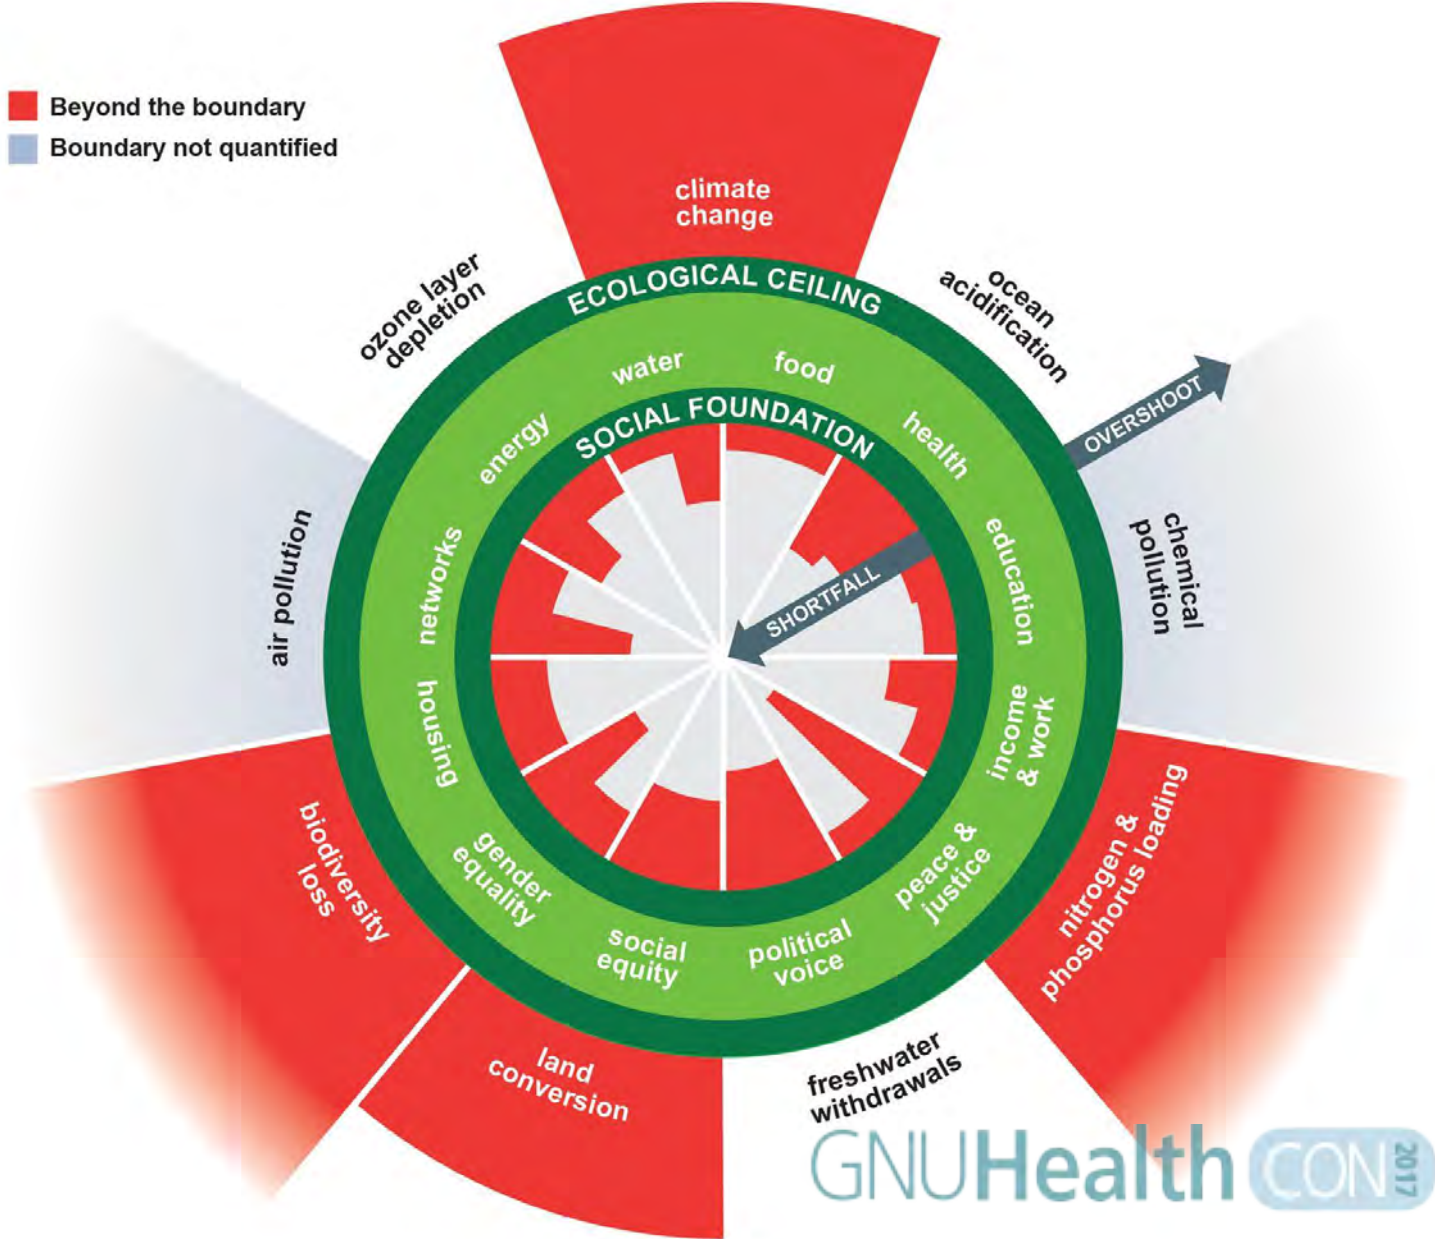 Beyond the boundary
Boundary not quantified
climate
change
ozone layer
depletion
ECOLOGICAL CEILING
ocean
acidification
water
food
SOCIAL FOUNDATION
OVERSHOOT
energy
health
networks
education
air pollution
chemical
pollution
SHORTFALL
housing
income
& work
biodiversity
loss
nitrogen &
phosphorus loading
gender
equality
peace &
justice
social
equity
political
voice
land
conversion
freshwater
withdrawals
GNUHealth CON 2017